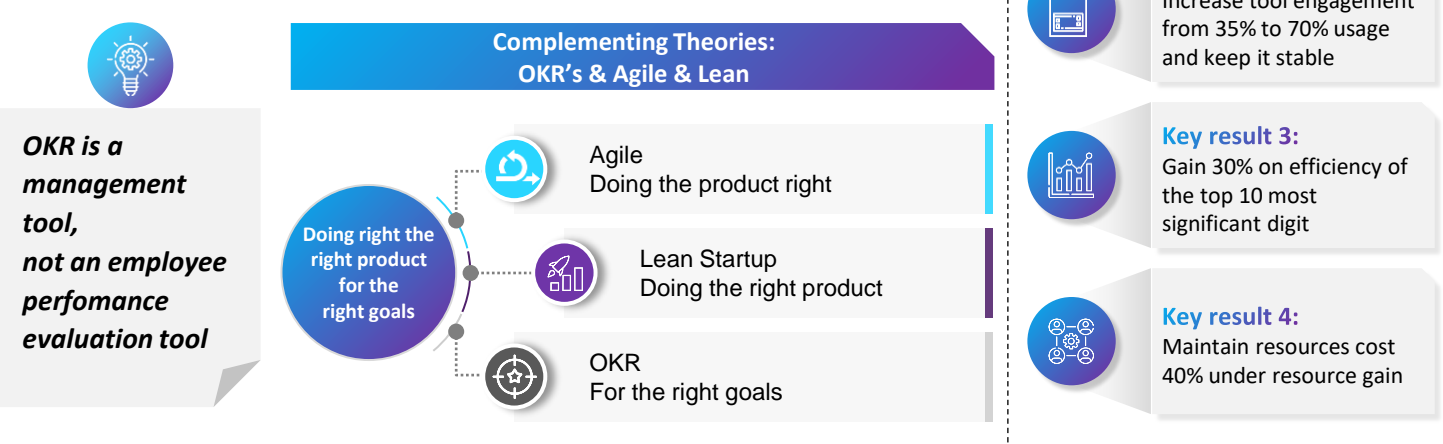 OKR is a
management
tool,
not an employee
perfomance
evaluation tool
Complementing Theories:
OKR's & Agile & Lean
Doing right the
right product
for the
right goals
Agile
Doing the product right
Lean Startup
Doing the right product
OKR
For the right goals
Increase tool engagement
from 35% to 70% usage
and keep it stable
Key result 3:
Gain 30% on efficiency of
the top 10 most
significant digit
Key result 4:
Maintain resources cost
40% under resource gain